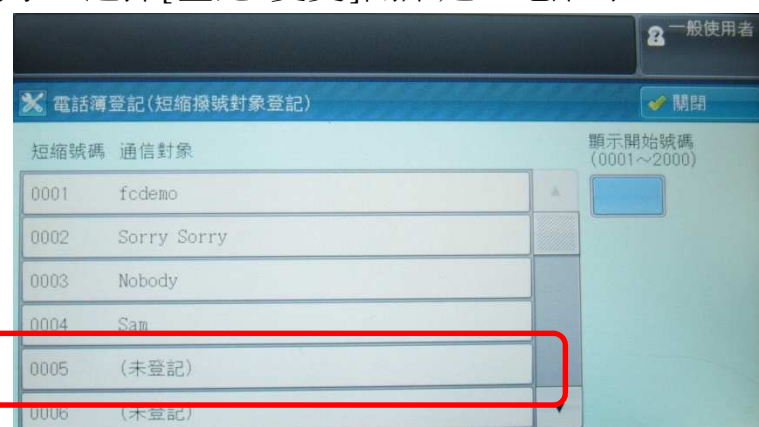 一般使用者
電話簿登記(短縮撥號對象登記)
關閉
短縮號碼 通信對象
顯示開始號碼
(0001~2000)
0001 fcdemo
0002 Sorry Sorry
0003 Nobody
0004 Sam
0005 (未登記)
0006 (未登記)